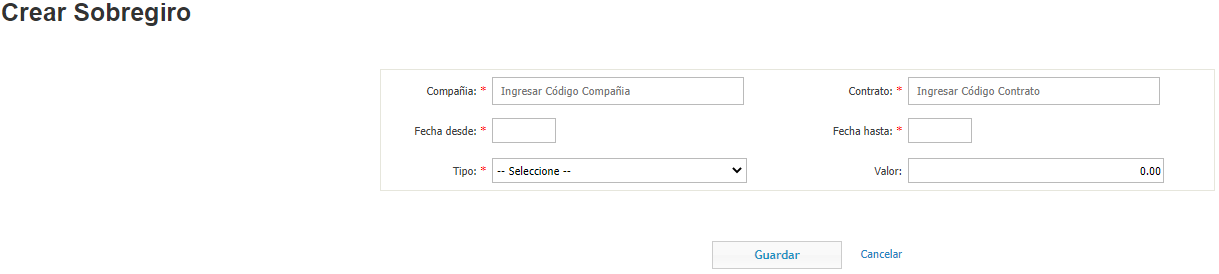 Crear Sobregiro
Compañia: * Ingresar Código Compañia Contrato: * Ingresar Código Contrato
Fecha desde: * Fecha hasta: *
Tipo: * -- Seleccione -- Valor: 0.00
Guardar Cancelar